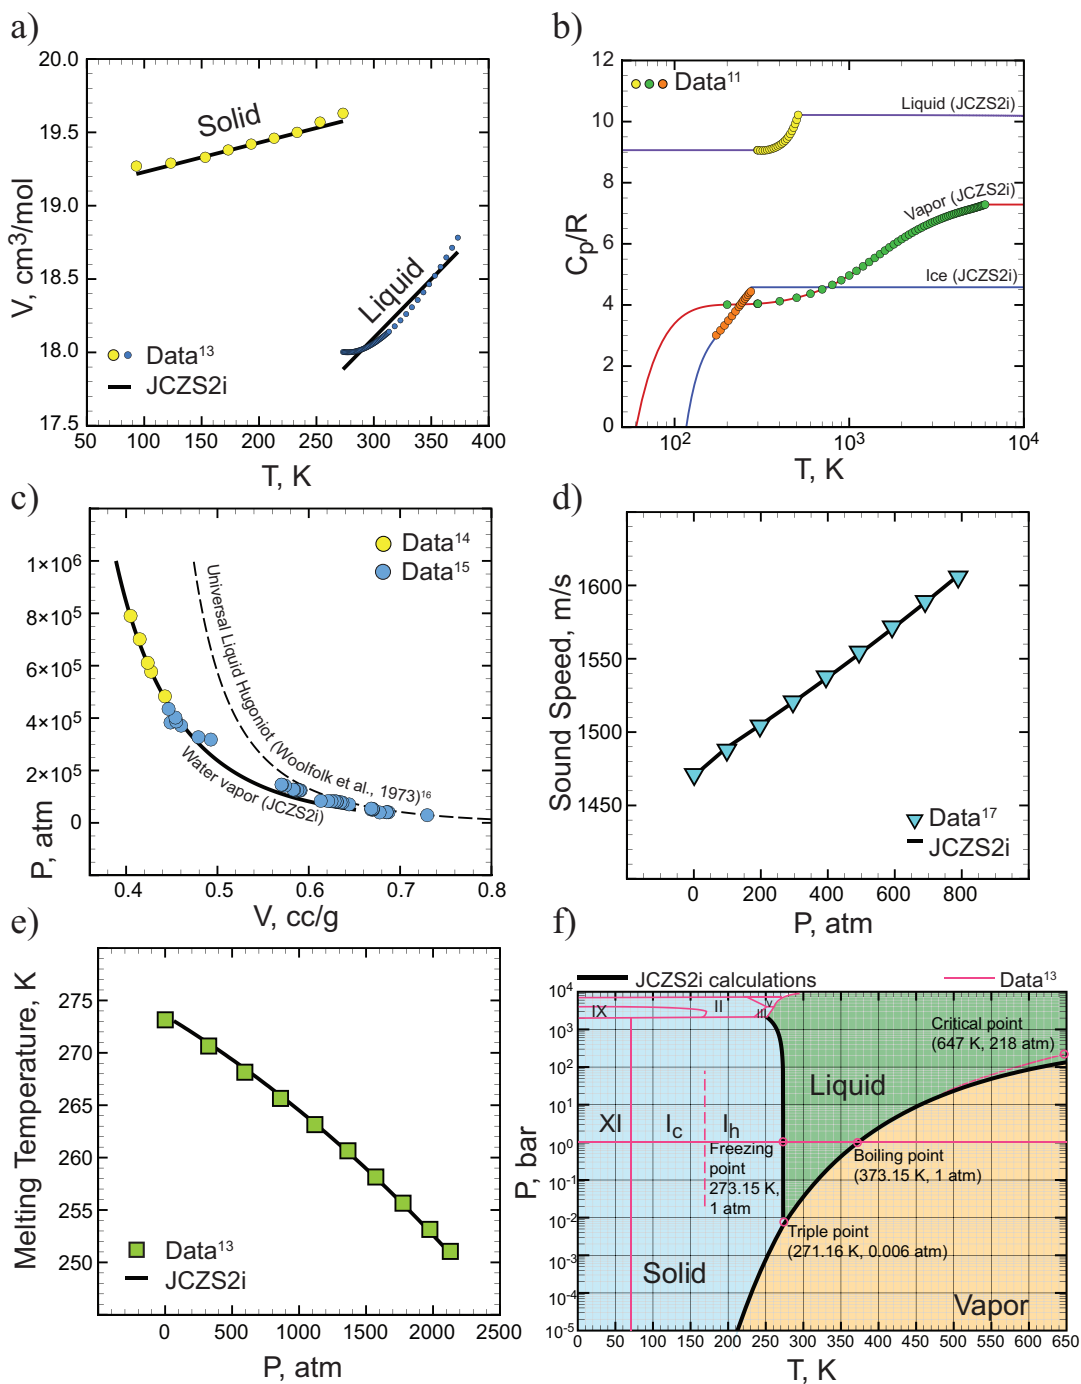 a)
20.0
19.5
19.0
18.5
18.0
17.5
V, cm³/mol
Solid
Liquid
Data¹³
JCZS2i
50 100 150 200 250 300 350 400
T, K
b)
12
10
8
6
4
2
0
Cp/R
Data¹¹
Liquid (JCZS2i)
Vapor (JCZS2i)
Ice (JCZS2i)
10² 10³ 10⁴
T, K
c)
1×10⁶
8×10⁵
6×10⁵
4×10⁵
2×10⁵
0
P, atm
Data¹⁴
Data¹⁵
Universal Liquid Hugoniot (Woolfolk et al., 1973)¹⁶
Water vapor (JCZS2i)
0.4 0.5 0.6 0.7 0.8
V, cc/g
d)
1600
1550
1500
1450
Sound Speed, m/s
Data¹⁷
JCZS2i
0 200 400 600 800
P, atm
e)
275
270
265
260
255
250
Melting Temperature, K
Data¹³
JCZS2i
0 500 1000 1500 2000 2500
P, atm
f)
JCZS2i calculations
Data¹³
10⁴
10³
10²
10¹
10⁰
10⁻¹
10⁻²
10⁻³
10⁻⁴
10⁻⁵
P, bar
IX
II
III
V
Critical point
(647 K, 218 atm)
Liquid
XI
Ic
Ih
Freezing
point
273.15 K,
1 atm
Boiling point
(373.15 K, 1 atm)
Triple point
(271.16 K, 0.006 atm)
Solid
Vapor
0 50 100 150 200 250 300 350 400 450 500 550 600 650
T, K